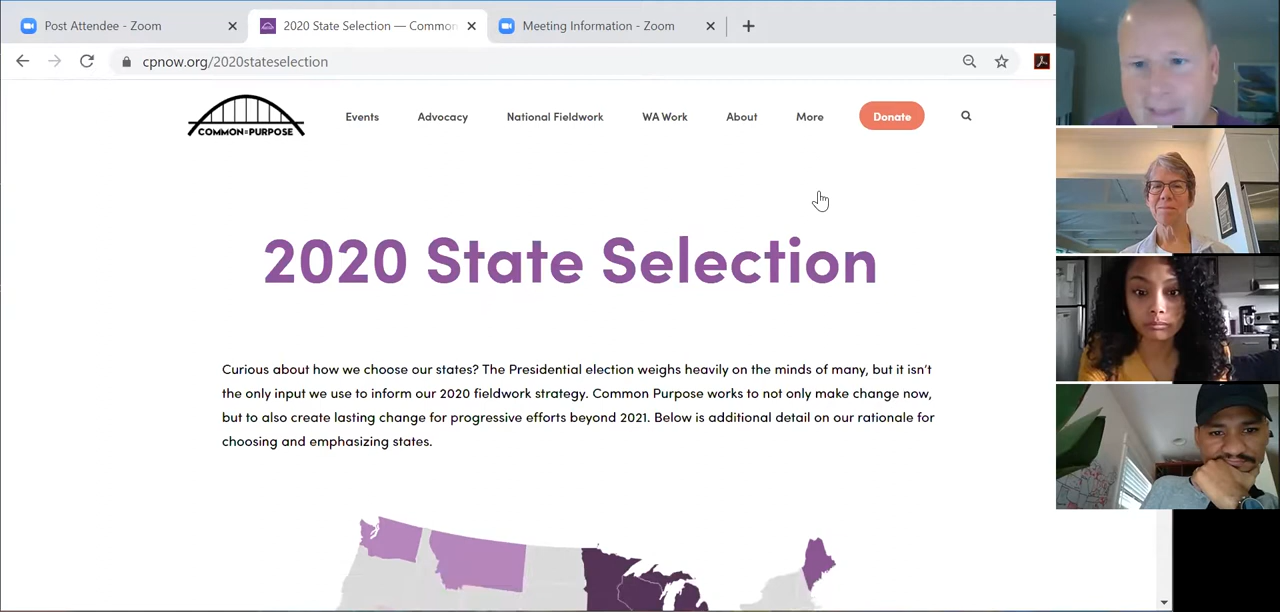 Post Attendee - Zoom
2020 State Selection — Common
Meeting Information - Zoom
cpnow.org/2020stateselection
COMMON PURPOSE
Events
Advocacy
National Fieldwork
WA Work
About
More
Donate
2020 State Selection
Curious about how we choose our states? The Presidential election weighs heavily on the minds of many, but it isn't
the only input we use to inform our 2020 fieldwork strategy. Common Purpose works to not only make change now,
but to also create lasting change for progressive efforts beyond 2021. Below is additional detail on our rationale for
choosing and emphasizing states.